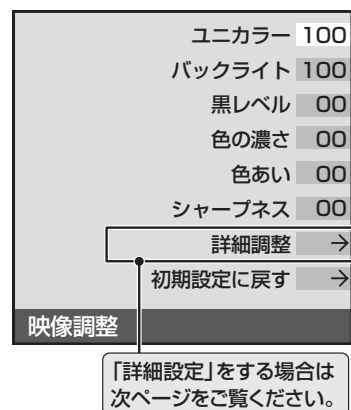 ユニカラー 100
バックライト 100
黒レベル 00
色の濃さ 00
色あい 00
シャープネス 00
詳細調整 →
初期設定に戻す →
映像調整
「詳細設定」をする場合は
次ページをご覧ください。